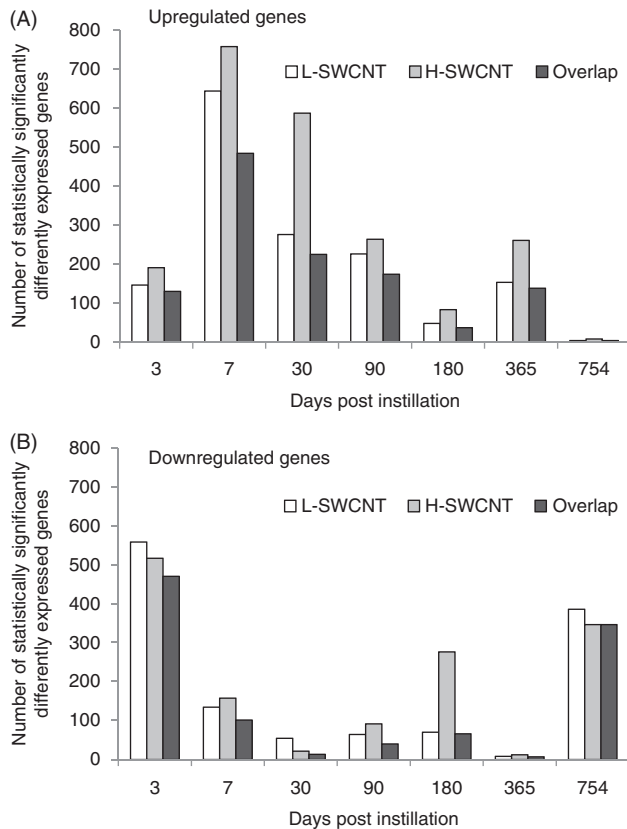 (A)
Upregulated genes
800
700
600
500
400
300
200
100
0
Number of statistically significantly
differently expressed genes
L-SWCNT H-SWCNT Overlap
3 7 30 90 180 365 754
Days post instillation
(B)
Downregulated genes
800
700
600
500
400
300
200
100
0
Number of statistically significantly
differently expressed genes
L-SWCNT H-SWCNT Overlap
3 7 30 90 180 365 754
Days post instillation